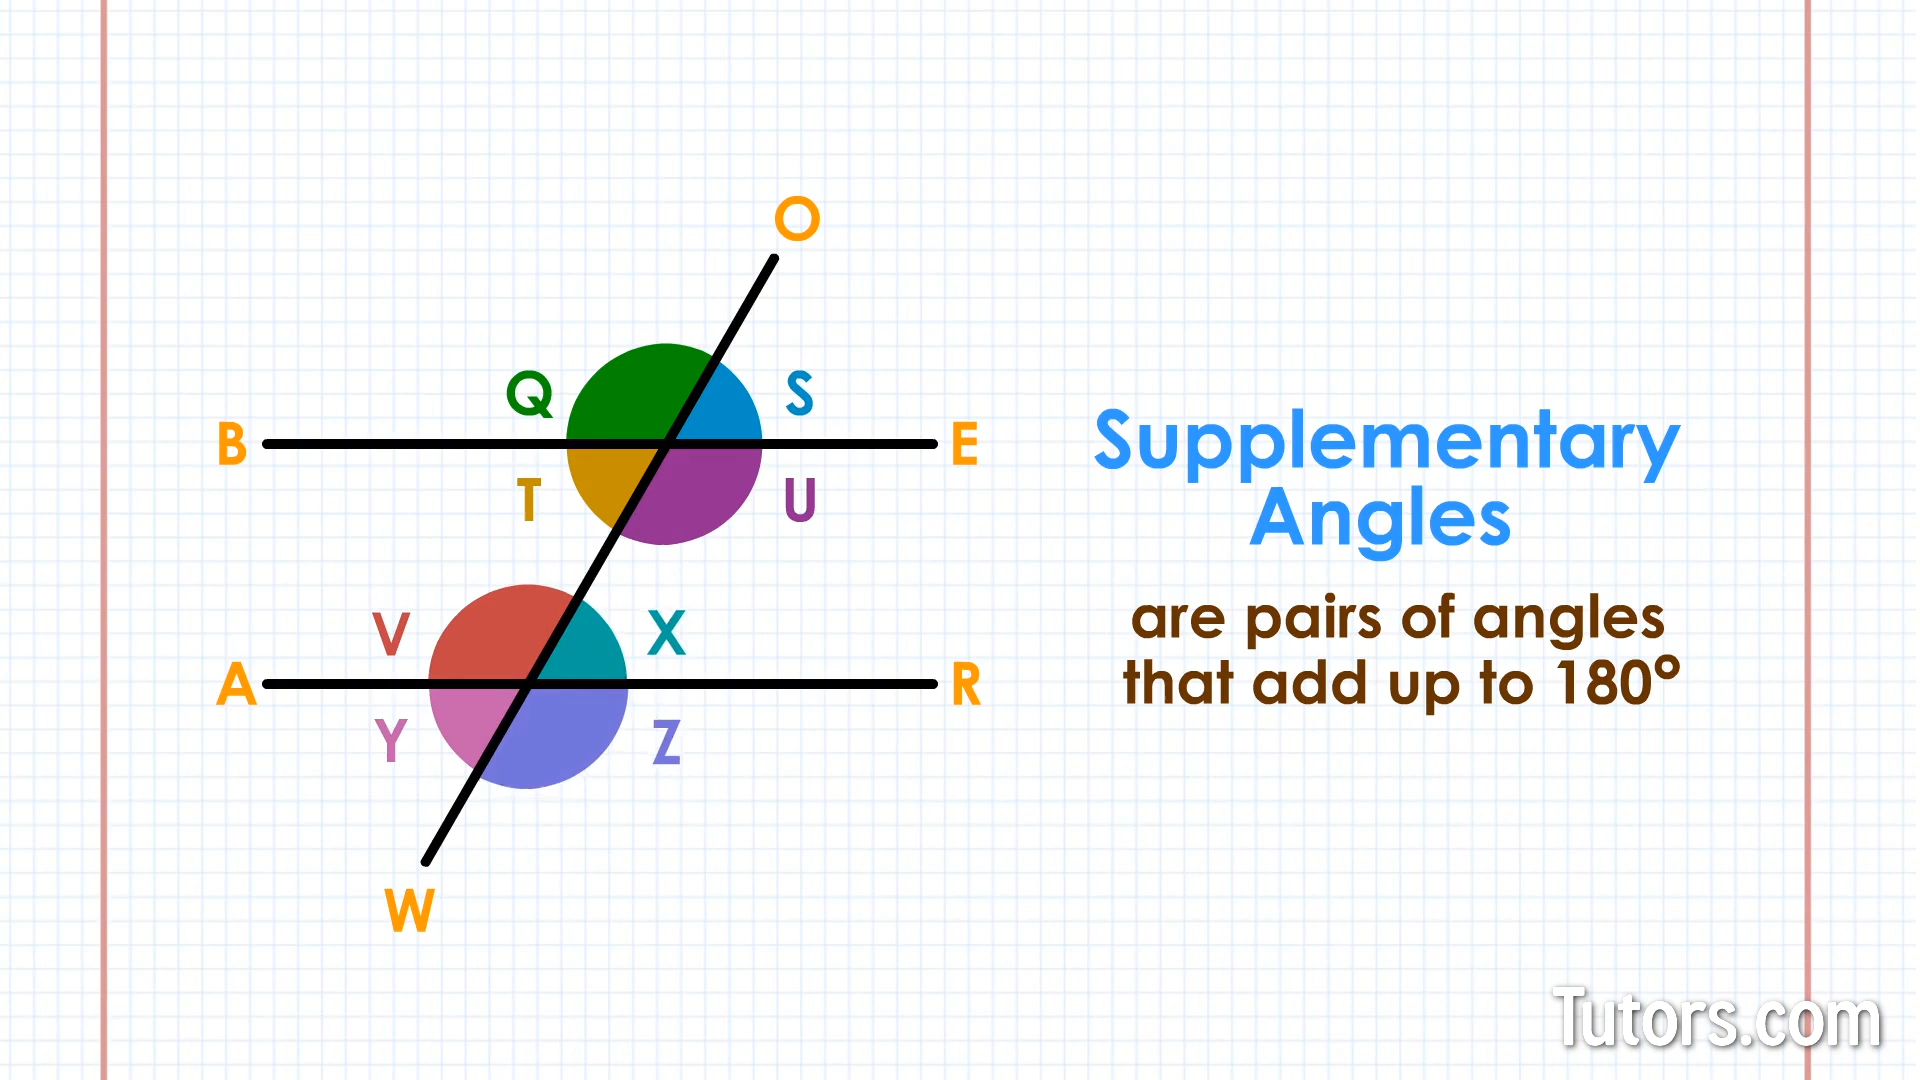 O
Q S
B E
T U
V X
A R
Y Z
W
Supplementary
Angles
are pairs of angles
that add up to 180°
Tutors.com